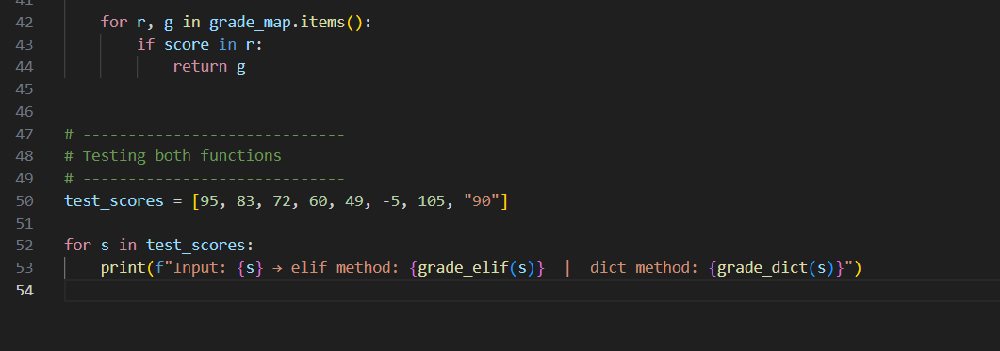 41
42 for r, g in grade_map.items():
43 if score in r:
44 return g
45
46
47 # -----------------------------
48 # Testing both functions
49 # -----------------------------
50 test_scores = [95, 83, 72, 60, 49, -5, 105, "90"]
51
52 for s in test_scores:
53 print(f"Input: {s} → elif method: {grade_elif(s)}  |  dict method: {grade_dict(s)}")
54